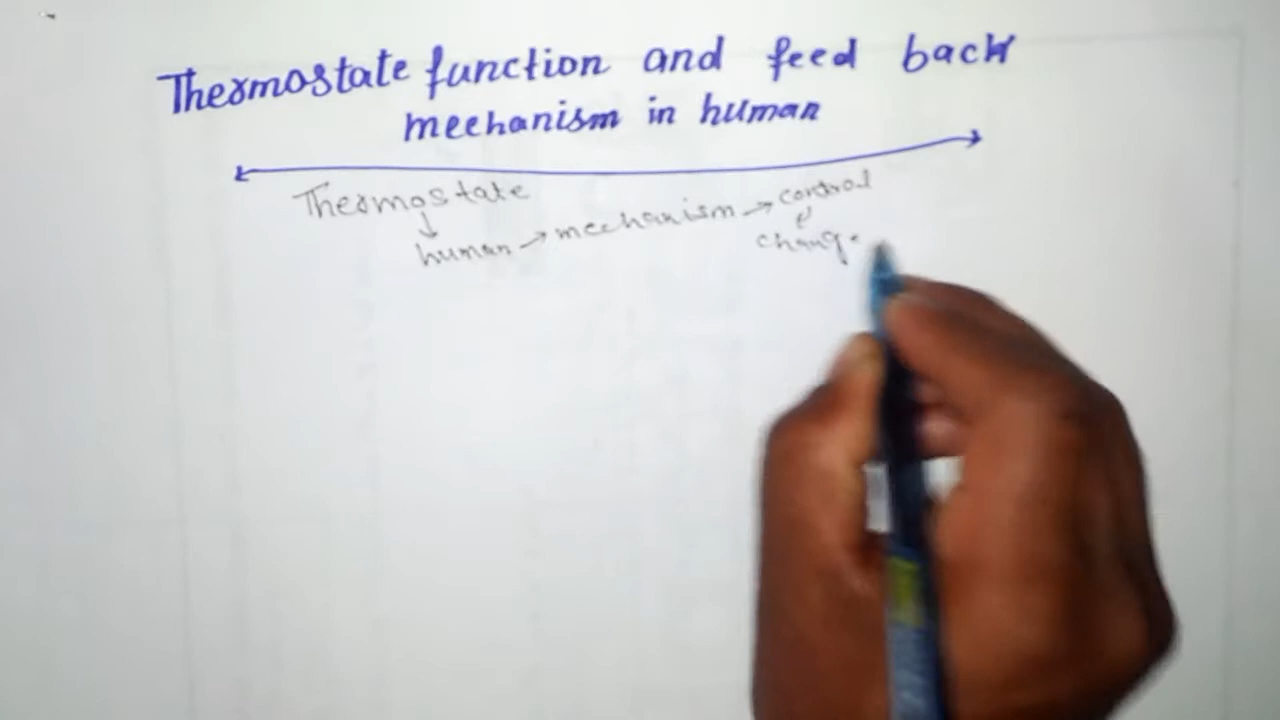 Thermostate function and feed back
mechanism in human
Thermostate
human → mechanism → control
change